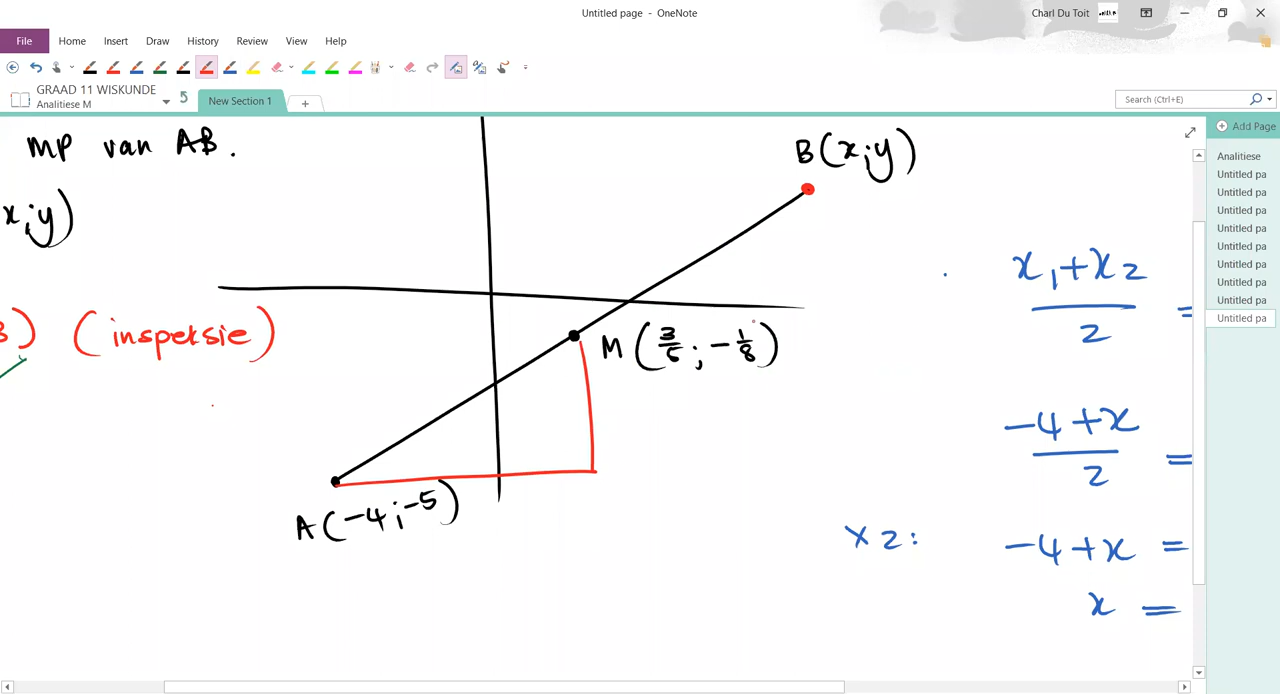 Untitled page - OneNote
Charl Du Toit
File Home Insert Draw History Review View Help
GRAAD 11 WISKUNDE
Analitiese M
New Section 1
+
Search (Ctrl+E)
Add Page
Analitiese
Untitled pa
Untitled pa
Untitled pa
Untitled pa
Untitled pa
Untitled pa
Untitled pa
Untitled pa
Untitled pa
MP van AB.
x;y)
B) (inspeksie)
B(x;y)
M(3/5;-1/8)
A(-4;-5)
x₁+x₂
2
=
-4+x
2
=
x2: -4+x =
x =